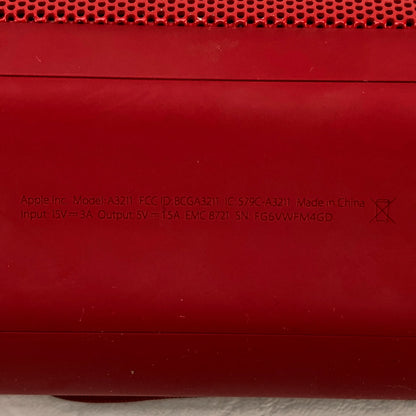 Apple Inc. Model: A3211 FCC ID: BCGA3211 IC: 579C-A3211 Made in China
Input: 15V ⎓ 3A Output: 5V ⎓ 1.5A EMC 8721 SN: FG6VWFM4GD